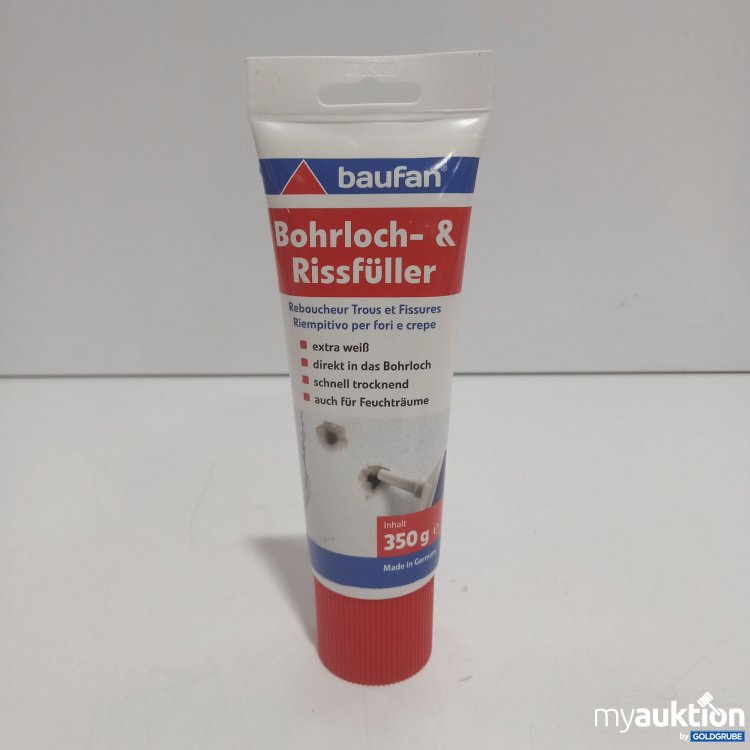 baufan®
Bohrloch- &
Rissfüller
Reboucheur Trous et Fissures
Riempitivo per fori e crepe
extra weiß
direkt in das Bohrloch
schnell trocknend
auch für Feuchträume
Inhalt
350 g e
Made in Germany
myauktion
by GOLDGRUBE